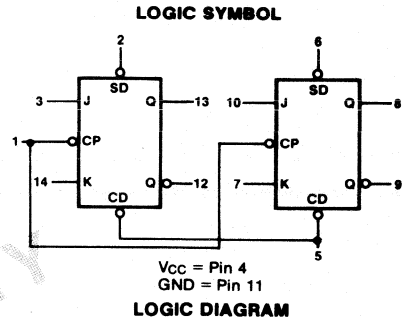 LOGIC SYMBOL
2
6
SD
SD
3 J Q 13
10 J Q 8
1 CP
CP
14 K Q 12
7 K Q 9
CD
CD
5
VCC = Pin 4
GND = Pin 11
LOGIC DIAGRAM